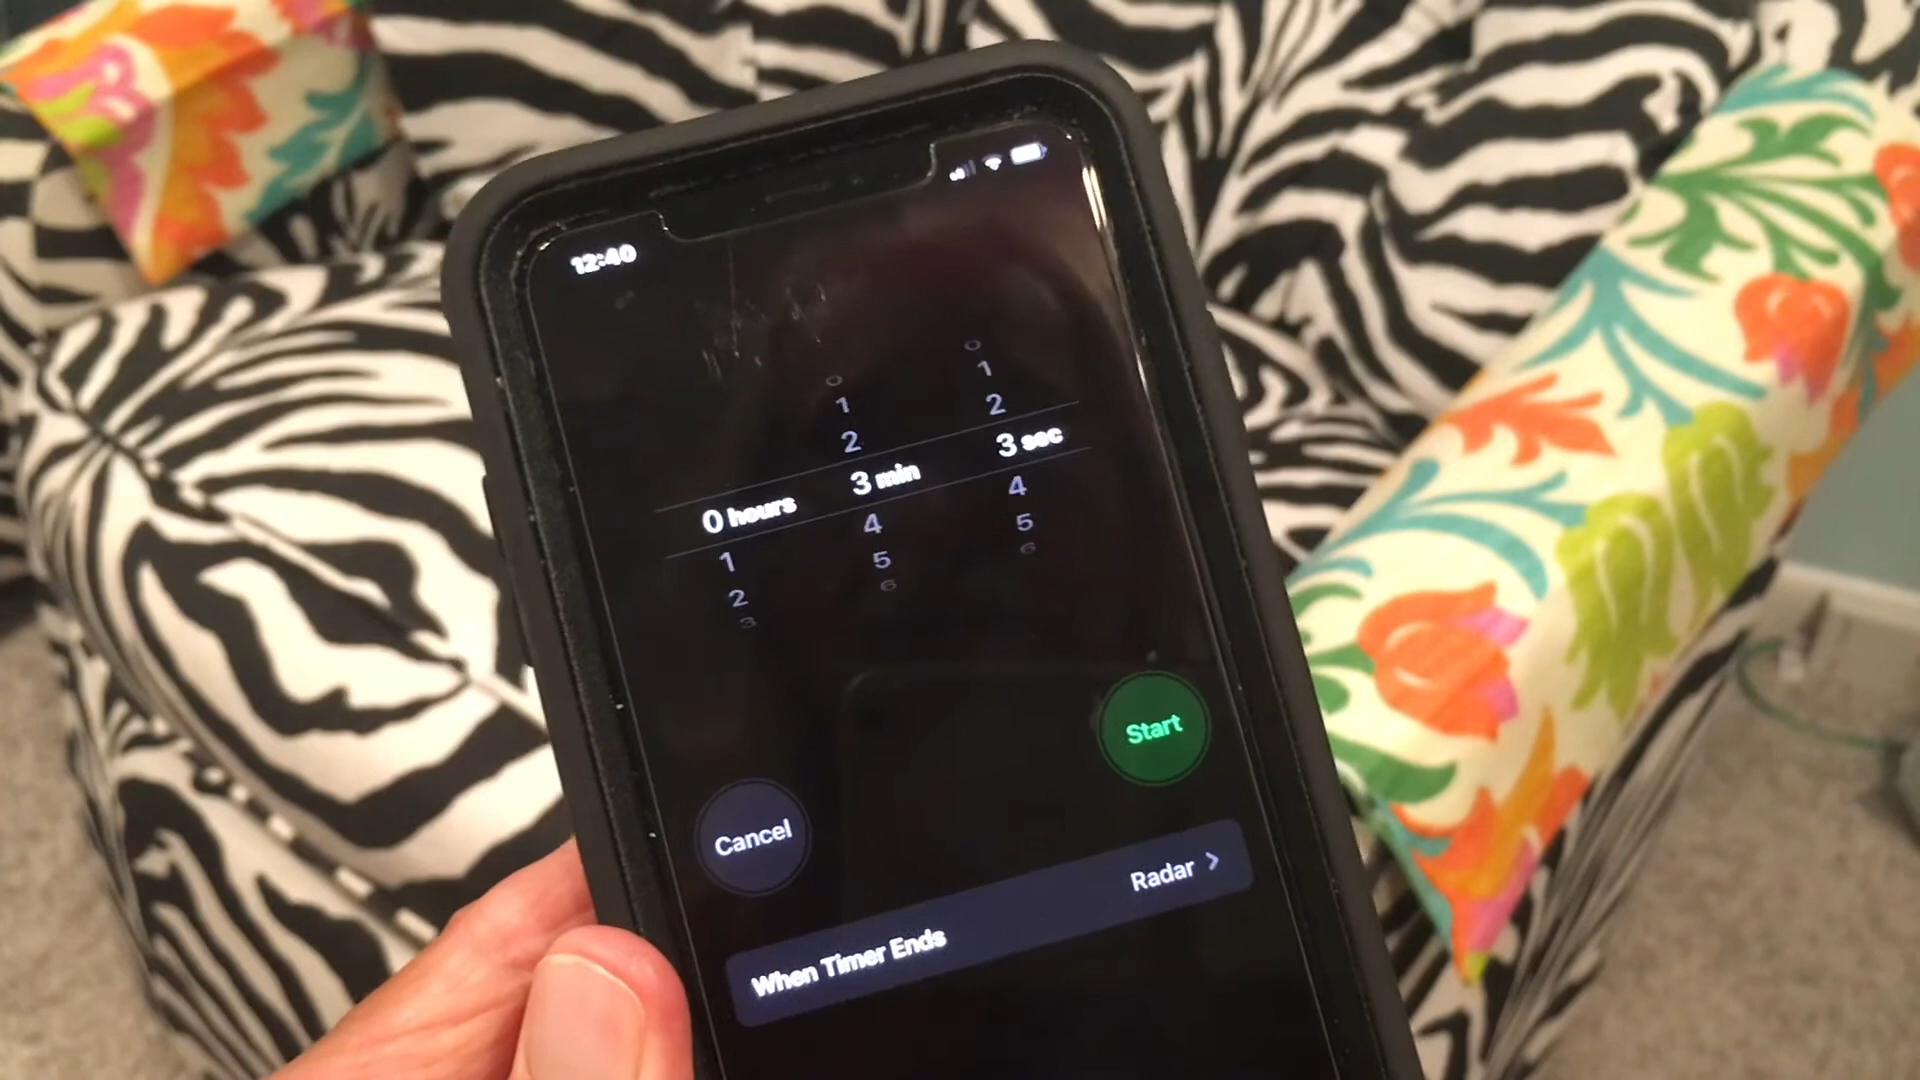 12:40
0 0
1 1
2 2
0 hours 3 min 3 sec
1 4 4
2 5 5
3 6 6
Cancel Start
When Timer Ends Radar >